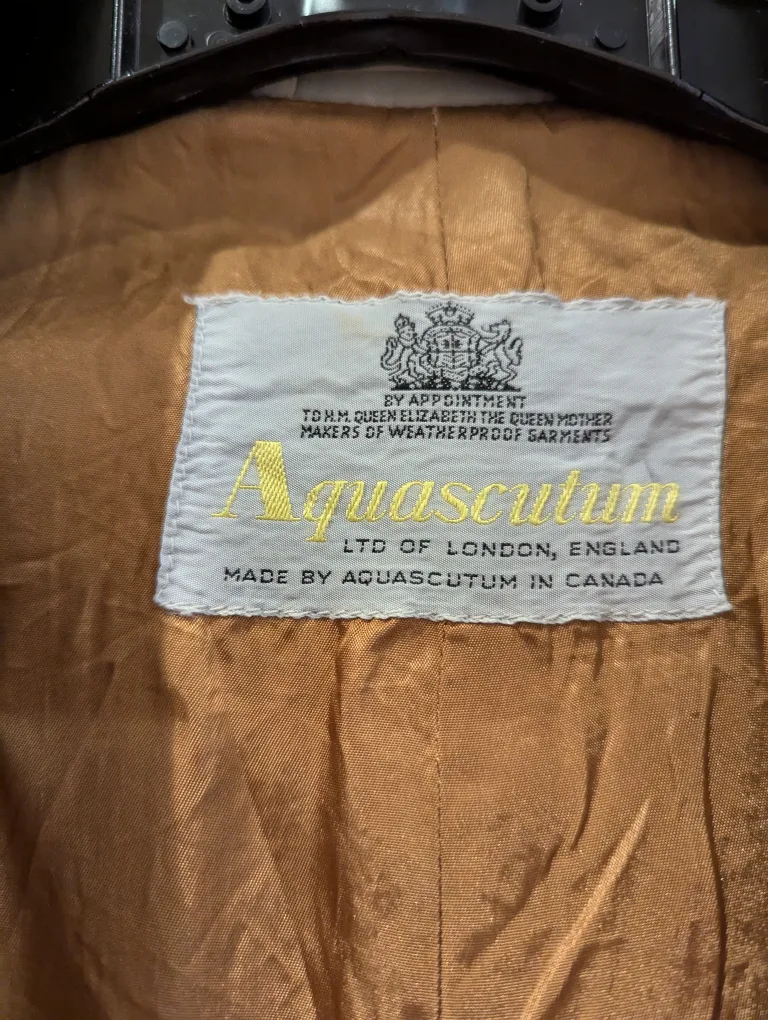 BY APPOINTMENT
TO H.M. QUEEN ELIZABETH THE QUEEN MOTHER
MAKERS OF WEATHERPROOF GARMENTS
Aquascutum
LTD OF LONDON, ENGLAND
MADE BY AQUASCUTUM IN CANADA